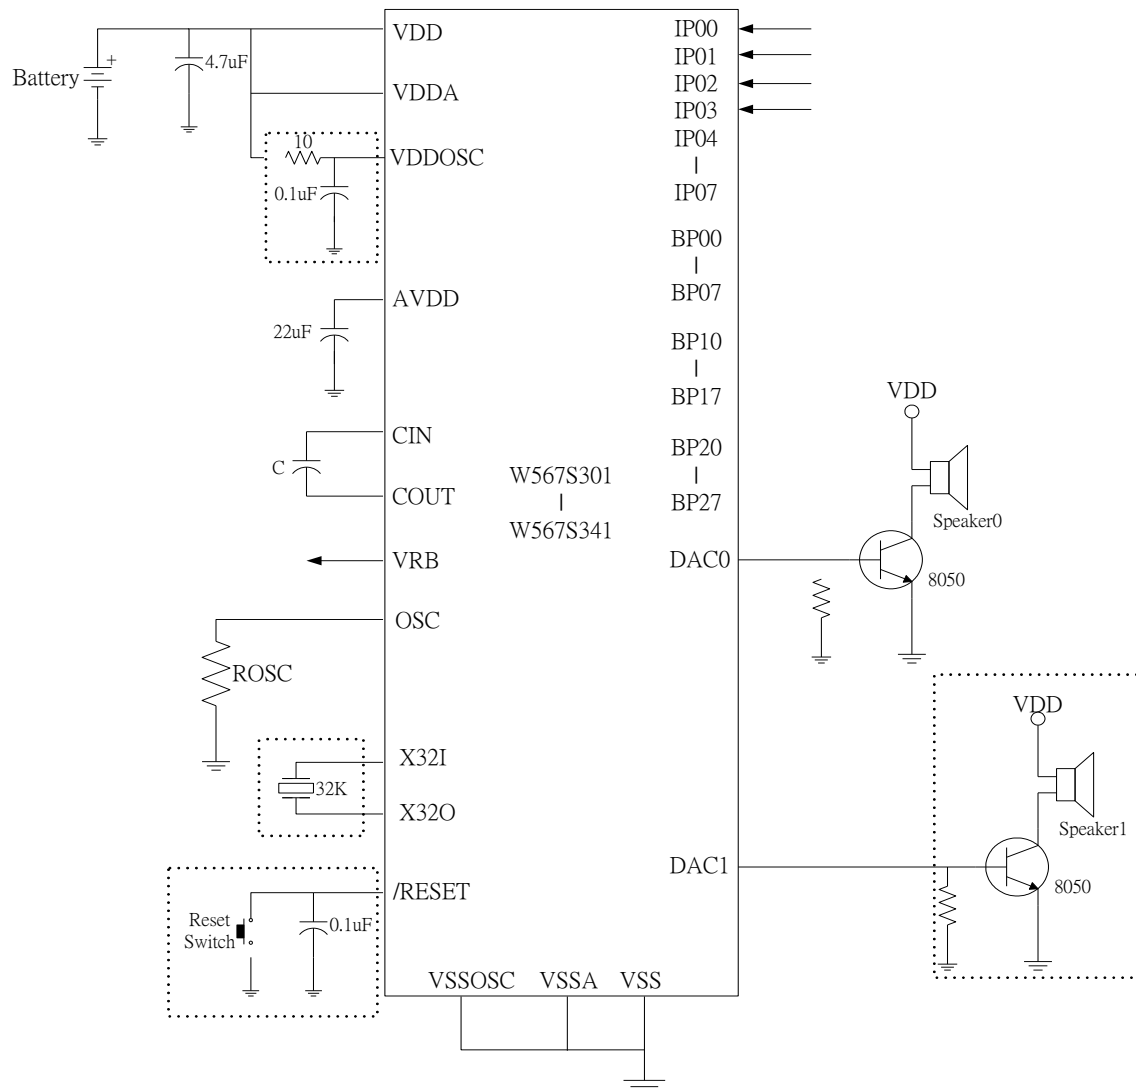 VDD
Battery
+
4.7uF
VDDA
10
VDDOSC
0.1uF
AVDD
22uF
CIN
C
COUT
VRB
OSC
ROSC
X32I
32K
X32O
/RESET
Reset
Switch
0.1uF
VSSOSC
VSSA
VSS
W567S301
|
W567S341
IP00
IP01
IP02
IP03
IP04
|
IP07
BP00
|
BP07
BP10
|
BP17
BP20
|
BP27
DAC0
VDD
Speaker0
8050
DAC1
VDD
Speaker1
8050